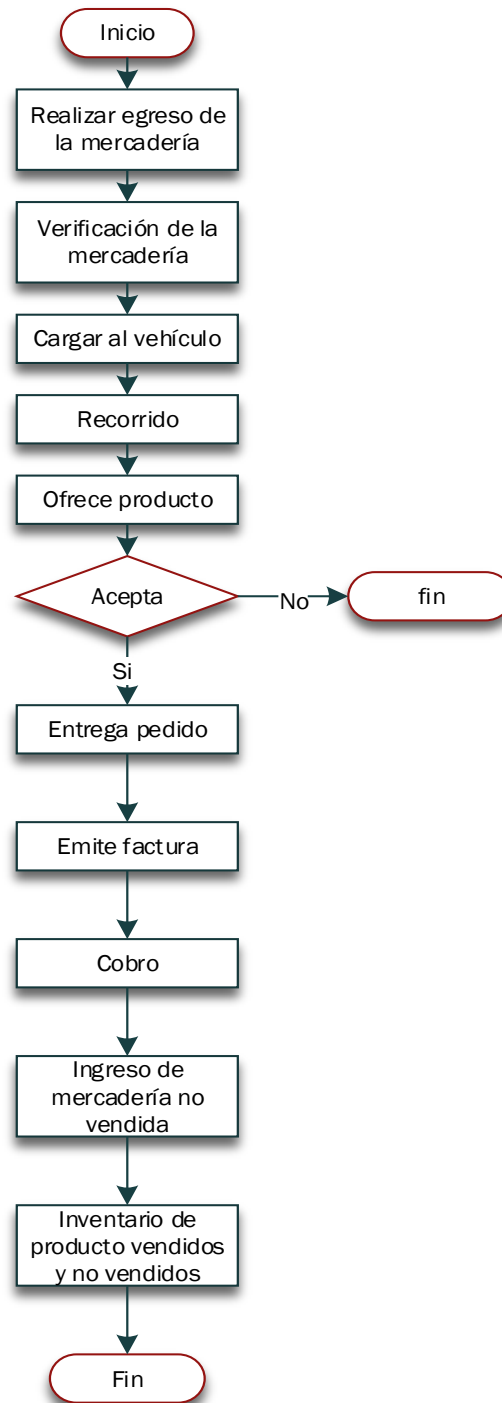 Inicio
Realizar egreso de
la mercadería
Verificación de la
mercadería
Cargar al vehículo
Recorrido
Ofrece producto
Acepta
No
fin
Si
Entrega pedido
Emite factura
Cobro
Ingreso de
mercadería no
vendida
Inventario de
producto vendidos
y no vendidos
Fin